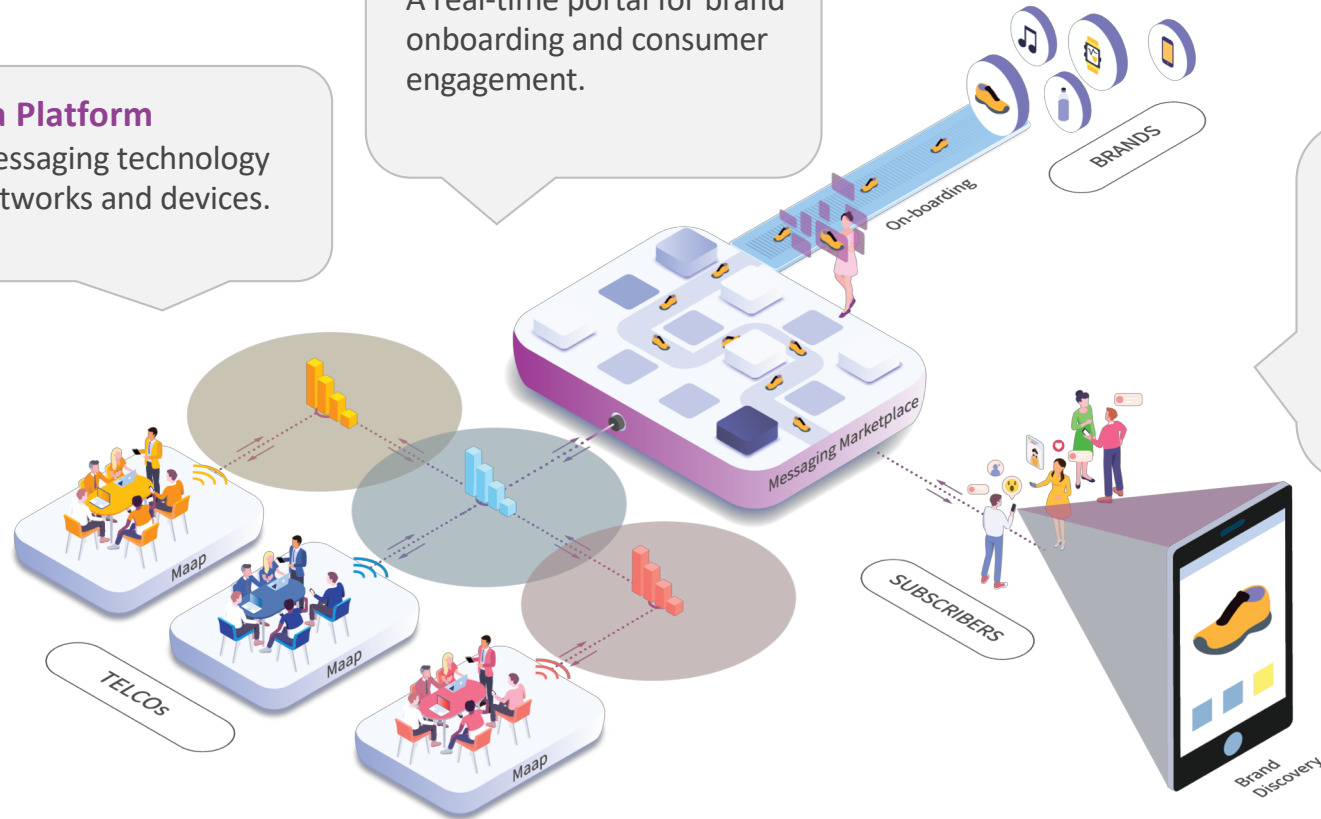 A real-time portal for brand
onboarding and consumer
engagement.
Platform
essaging technology
tworks and devices.
BRANDS
On-boarding
Messaging Marketplace
Maap
Maap
Maap
TELCOs
SUBSCRIBERS
Brand
Discovery